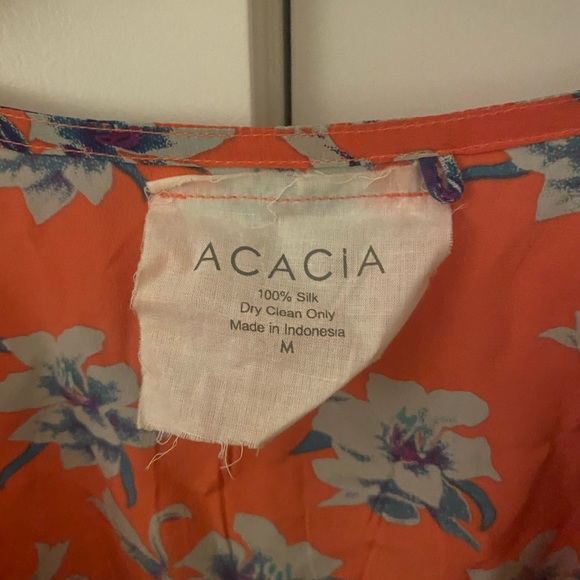 ACACiA
100% Silk
Dry Clean Only
Made in Indonesia
M